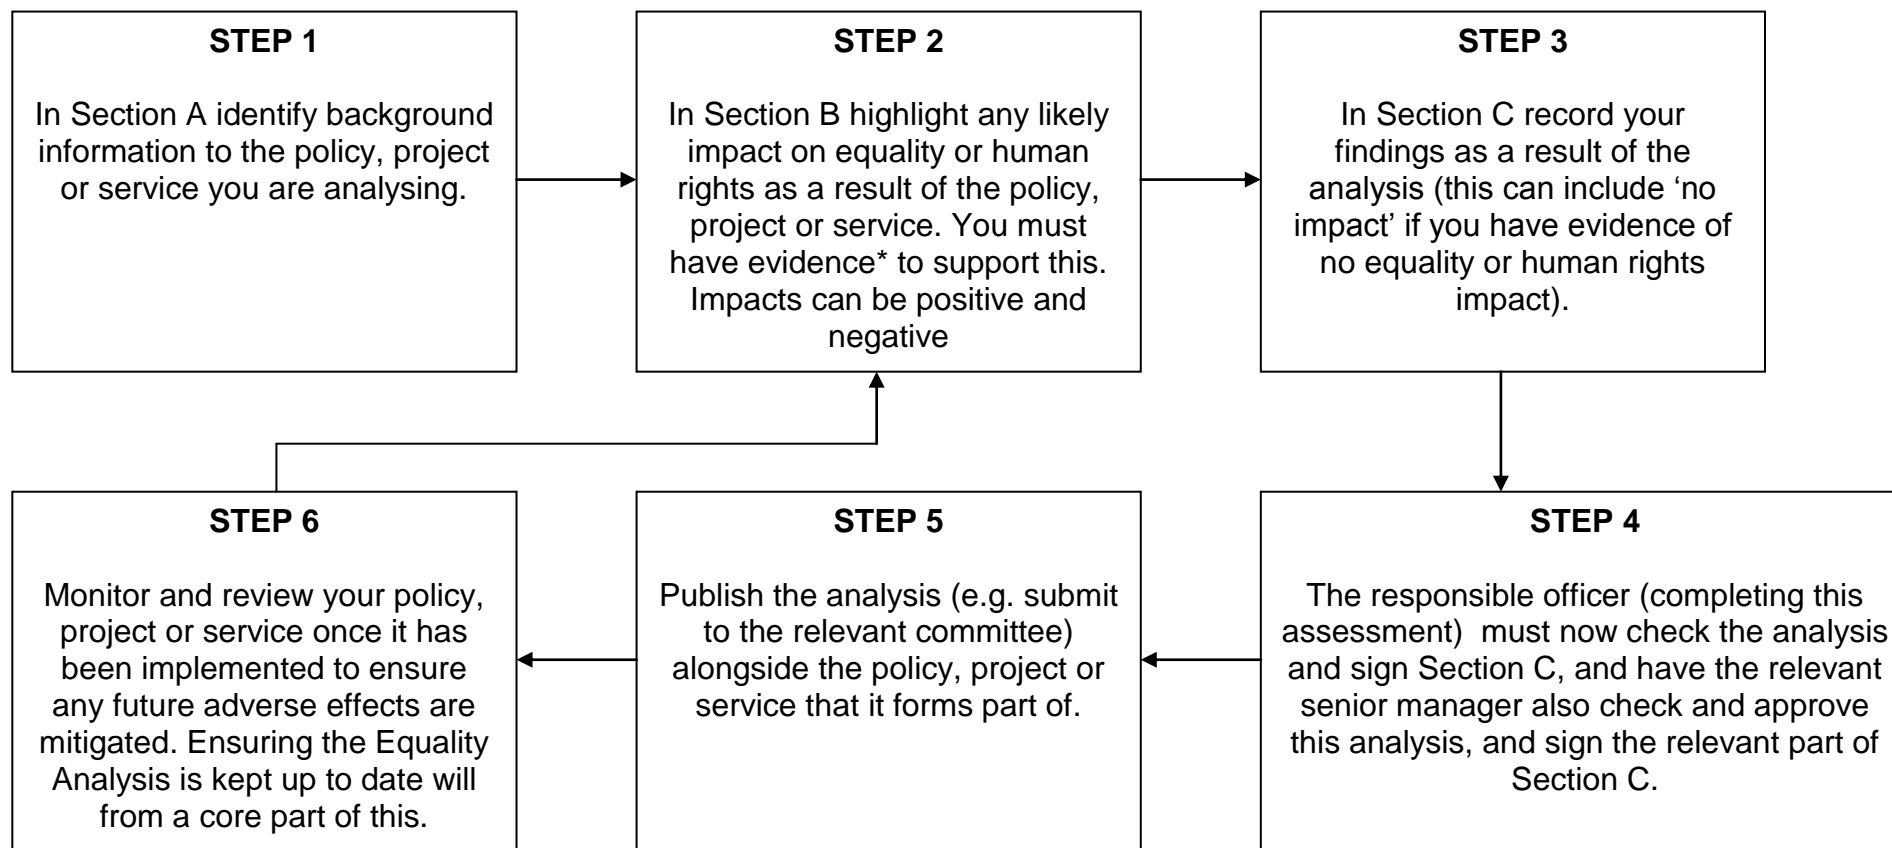 STEP 1
In Section A identify background
information to the policy, project
or service you are analysing.
STEP 2
In Section B highlight any likely
impact on equality or human
rights as a result of the policy,
project or service. You must
have evidence* to support this.
Impacts can be positive and
negative
STEP 3
In Section C record your
findings as a result of the
analysis (this can include ‘no
impact’ if you have evidence of
no equality or human rights
impact).
STEP 4
The responsible officer (completing this
assessment)  must now check the analysis
and sign Section C, and have the relevant
senior manager also check and approve
this analysis, and sign the relevant part of
Section C.
STEP 5
Publish the analysis (e.g. submit
to the relevant committee)
alongside the policy, project or
service that it forms part of.
STEP 6
Monitor and review your policy,
project or service once it has
been implemented to ensure
any future adverse effects are
mitigated. Ensuring the Equality
Analysis is kept up to date will
from a core part of this.